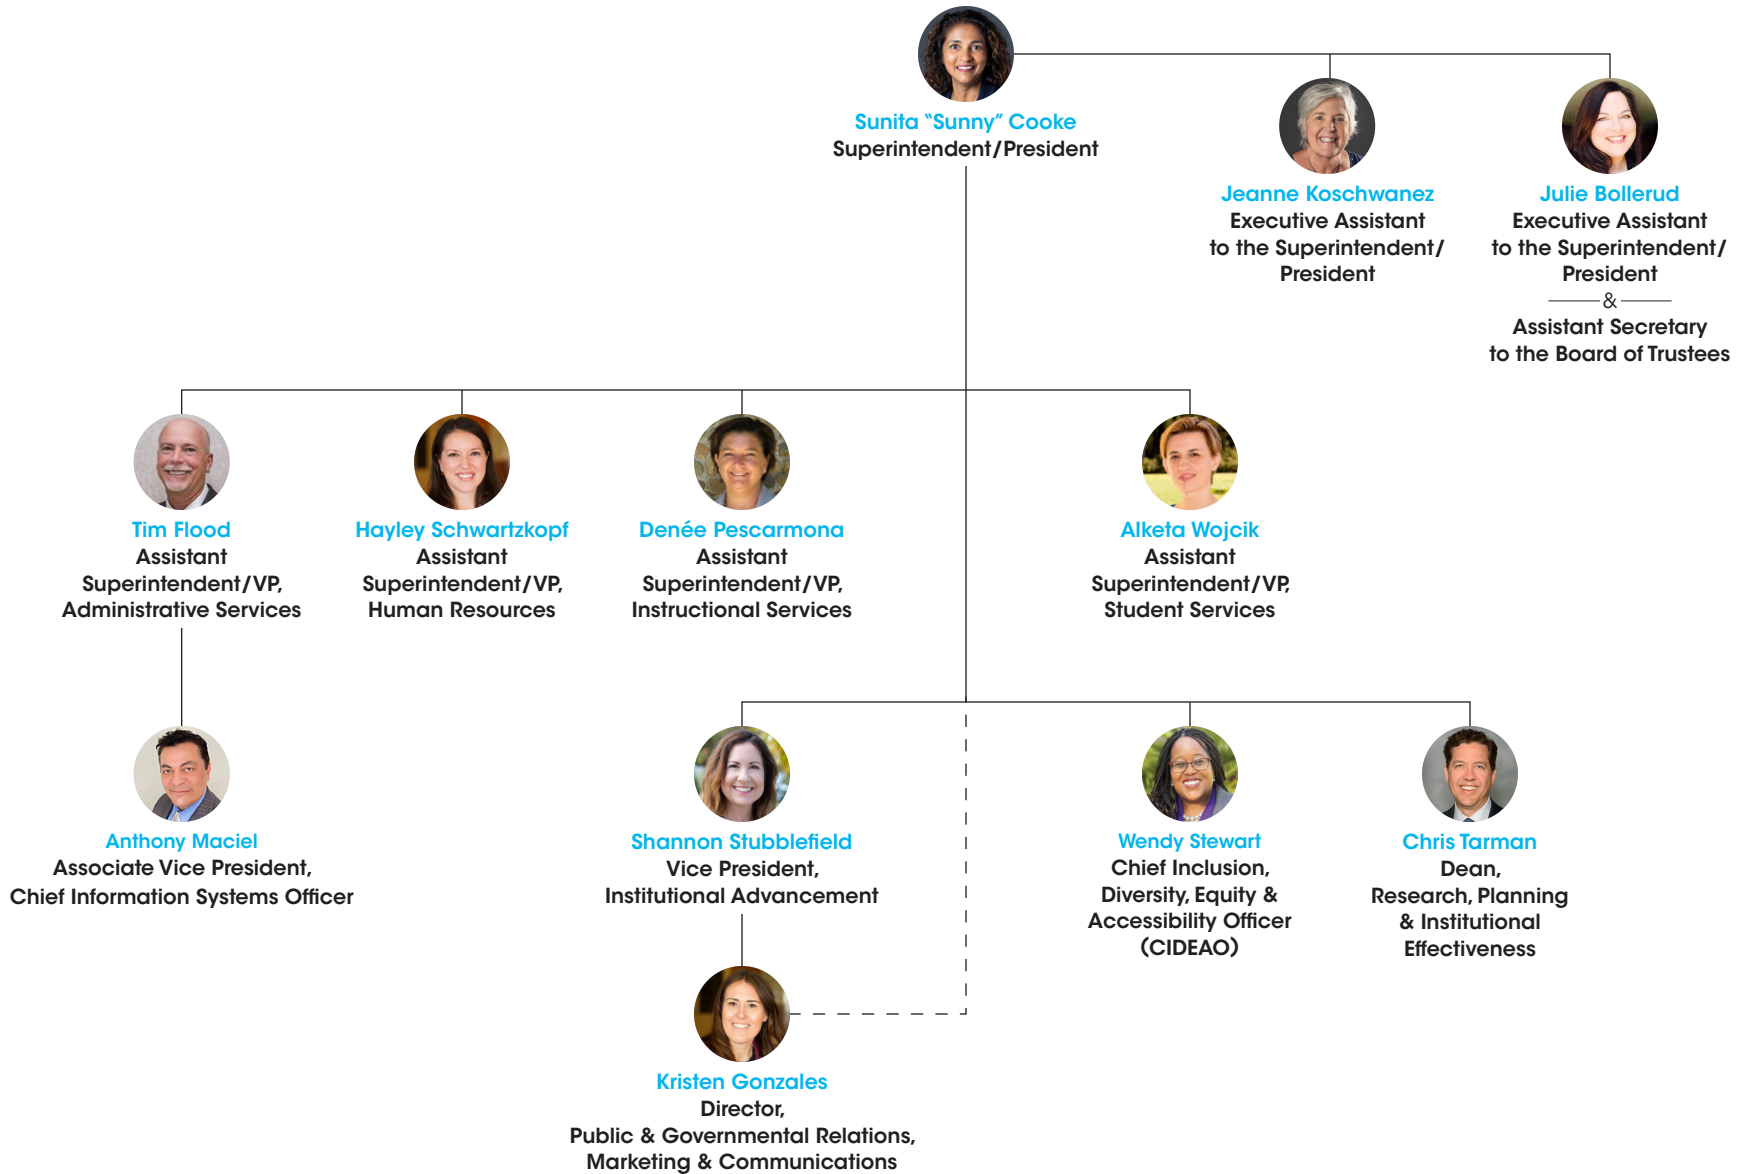 Sunita “Sunny” Cooke
Superintendent/President
Jeanne Koschwanez
Executive Assistant
to the Superintendent/
President
Julie Bollerud
Executive Assistant
to the Superintendent/
President
&
Assistant Secretary
to the Board of Trustees
Tim Flood
Assistant
Superintendent/VP,
Administrative Services
Hayley Schwartzkopf
Assistant
Superintendent/VP,
Human Resources
Denée Pescarmona
Assistant
Superintendent/VP,
Instructional Services
Alketa Wojcik
Assistant
Superintendent/VP,
Student Services
Anthony Maciel
Associate Vice President,
Chief Information Systems Officer
Shannon Stubblefield
Vice President,
Institutional Advancement
Wendy Stewart
Chief Inclusion,
Diversity, Equity &
Accessibility Officer
(CIDEAO)
Chris Tarman
Dean,
Research, Planning
& Institutional
Effectiveness
Kristen Gonzales
Director,
Public & Governmental Relations,
Marketing & Communications